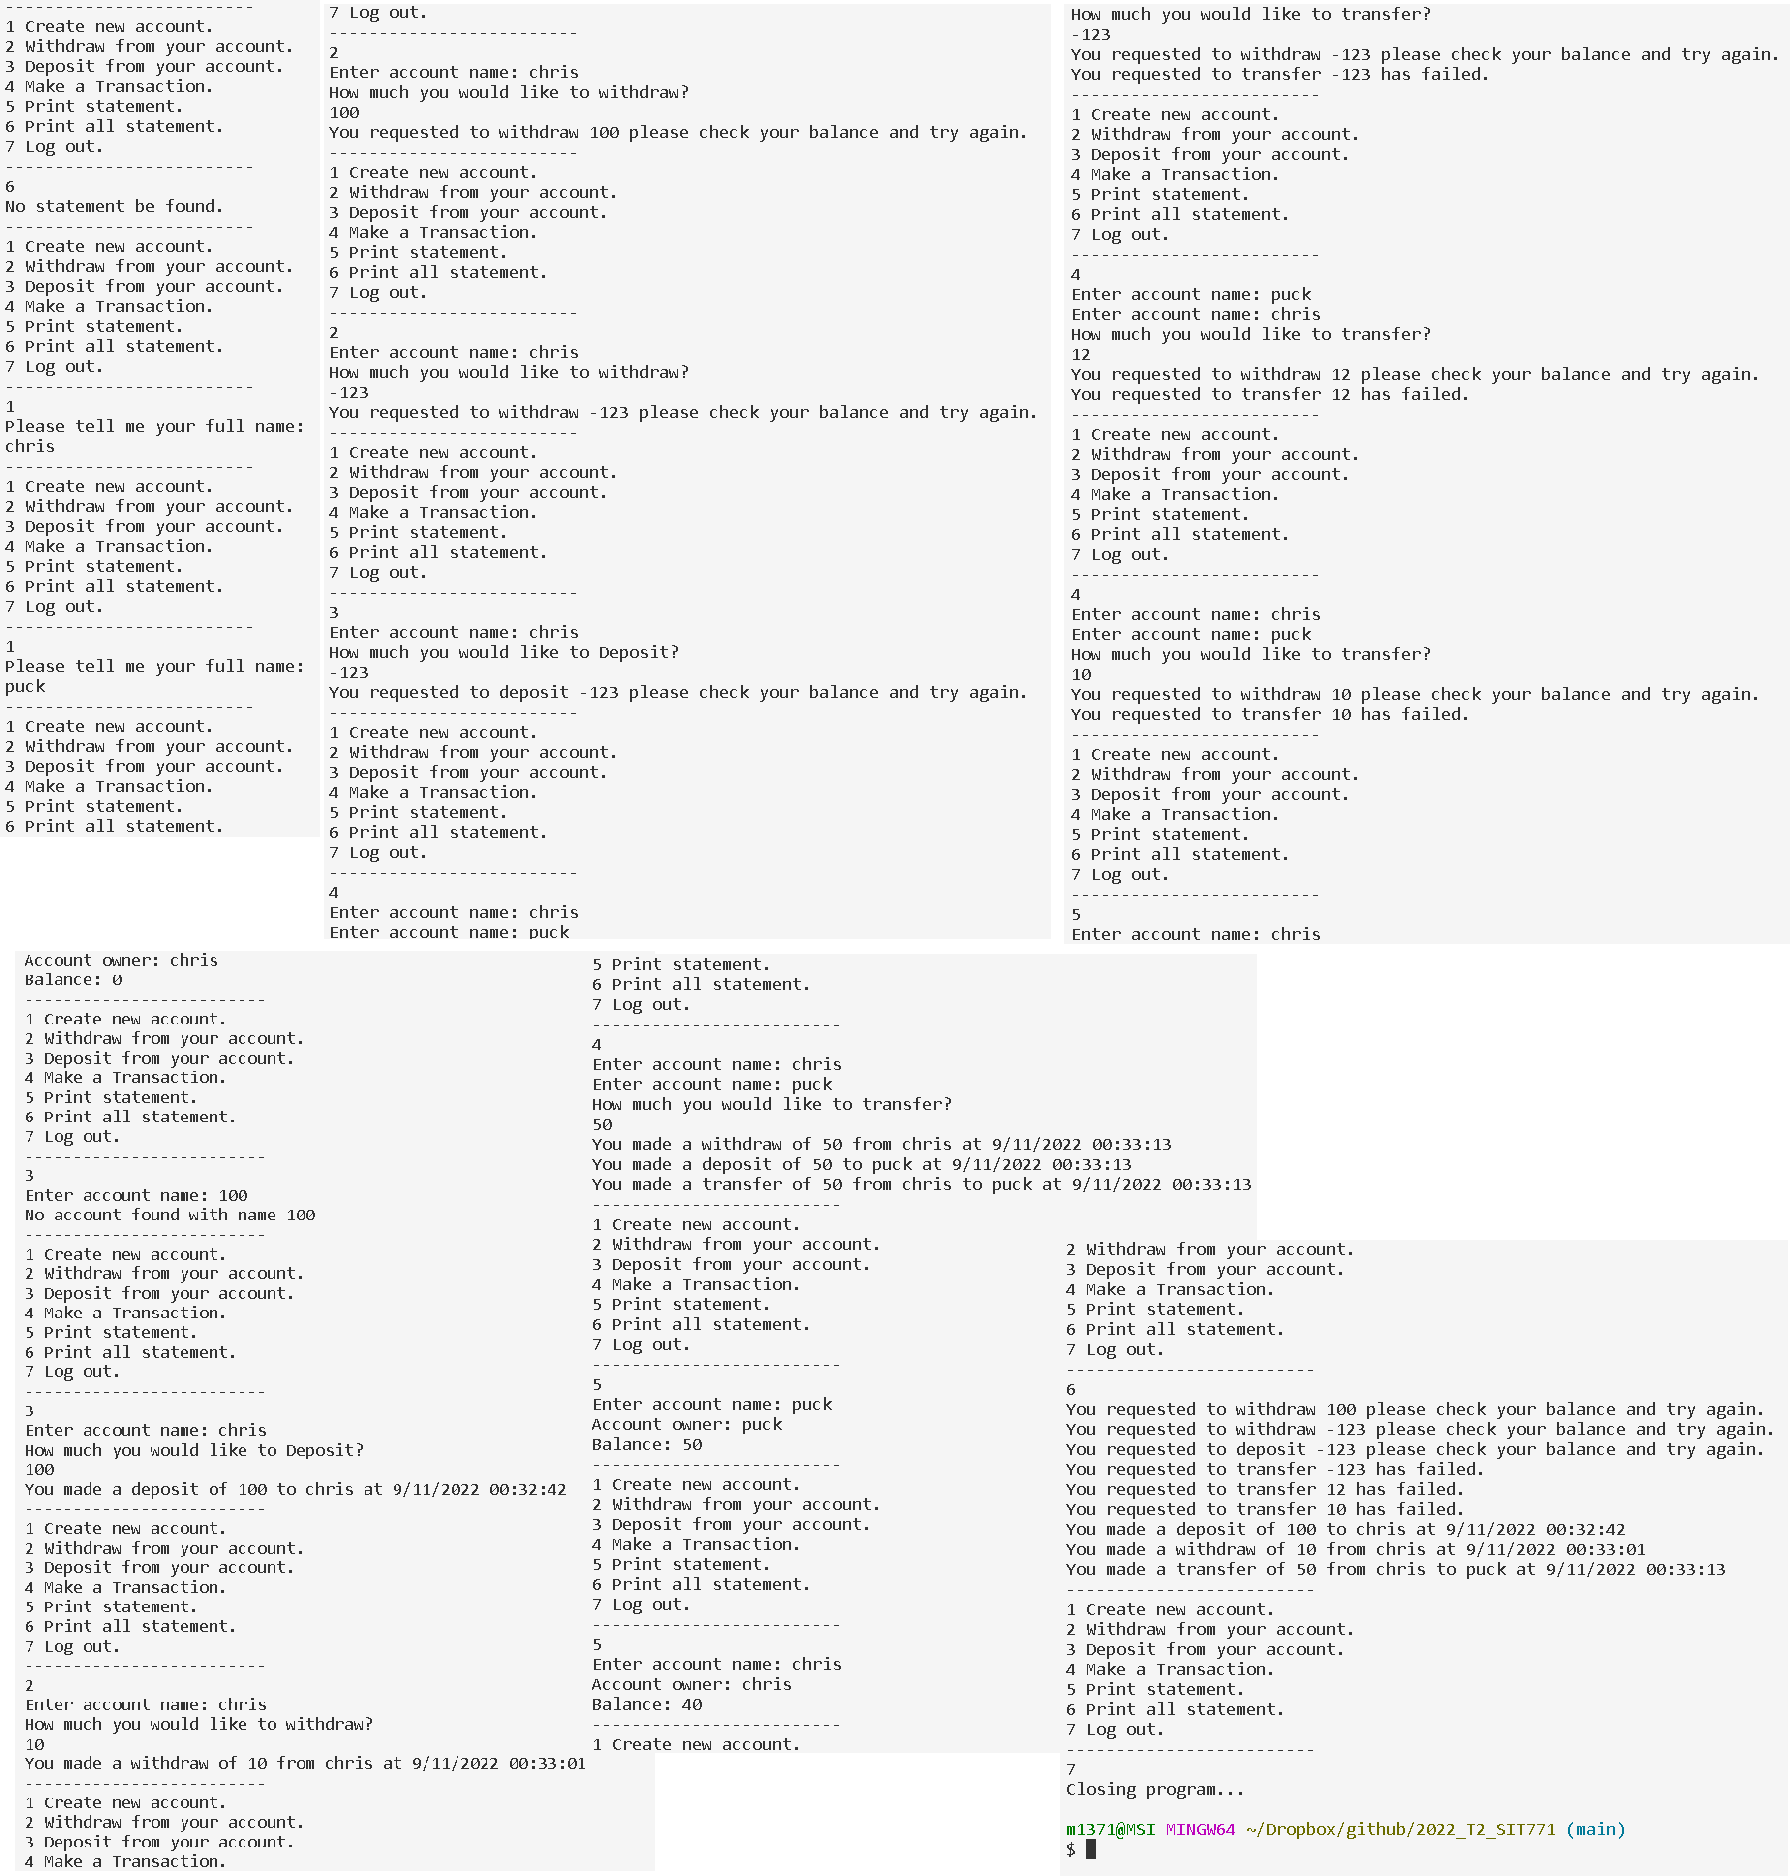 -------------------------
1 Create new account.
2 Withdraw from your account.
3 Deposit from your account.
4 Make a Transaction.
5 Print statement.
6 Print all statement.
7 Log out.
-------------------------
6
No statement be found.
-------------------------
1 Create new account.
2 Withdraw from your account.
3 Deposit from your account.
4 Make a Transaction.
5 Print statement.
6 Print all statement.
7 Log out.
-------------------------
1
Please tell me your full name:
chris
-------------------------
1 Create new account.
2 Withdraw from your account.
3 Deposit from your account.
4 Make a Transaction.
5 Print statement.
6 Print all statement.
7 Log out.
-------------------------
1
Please tell me your full name:
puck
-------------------------
1 Create new account.
2 Withdraw from your account.
3 Deposit from your account.
4 Make a Transaction.
5 Print statement.
6 Print all statement.
7 Log out.
-------------------------
2
Enter account name: chris
How much you would like to withdraw?
100
You requested to withdraw 100 please check your balance and try again.
-------------------------
1 Create new account.
2 Withdraw from your account.
3 Deposit from your account.
4 Make a Transaction.
5 Print statement.
6 Print all statement.
7 Log out.
-------------------------
2
Enter account name: chris
How much you would like to withdraw?
-123
You requested to withdraw -123 please check your balance and try again.
-------------------------
1 Create new account.
2 Withdraw from your account.
3 Deposit from your account.
4 Make a Transaction.
5 Print statement.
6 Print all statement.
7 Log out.
-------------------------
3
Enter account name: chris
How much you would like to Deposit?
-123
You requested to deposit -123 please check your balance and try again.
-------------------------
1 Create new account.
2 Withdraw from your account.
3 Deposit from your account.
4 Make a Transaction.
5 Print statement.
6 Print all statement.
7 Log out.
-------------------------
4
Enter account name: chris
Enter account name: puck
How much you would like to transfer?
-123
You requested to withdraw -123 please check your balance and try again.
You requested to transfer -123 has failed.
-------------------------
1 Create new account.
2 Withdraw from your account.
3 Deposit from your account.
4 Make a Transaction.
5 Print statement.
6 Print all statement.
7 Log out.
-------------------------
4
Enter account name: puck
Enter account name: chris
How much you would like to transfer?
12
You requested to withdraw 12 please check your balance and try again.
You requested to transfer 12 has failed.
-------------------------
1 Create new account.
2 Withdraw from your account.
3 Deposit from your account.
4 Make a Transaction.
5 Print statement.
6 Print all statement.
7 Log out.
-------------------------
4
Enter account name: chris
Enter account name: puck
How much you would like to transfer?
10
You requested to withdraw 10 please check your balance and try again.
You requested to transfer 10 has failed.
-------------------------
1 Create new account.
2 Withdraw from your account.
3 Deposit from your account.
4 Make a Transaction.
5 Print statement.
6 Print all statement.
7 Log out.
-------------------------
5
Enter account name: chris
Account owner: chris
Balance: 0
-------------------------
1 Create new account.
2 Withdraw from your account.
3 Deposit from your account.
4 Make a Transaction.
5 Print statement.
6 Print all statement.
7 Log out.
-------------------------
3
Enter account name: 100
No account found with name 100
-------------------------
1 Create new account.
2 Withdraw from your account.
3 Deposit from your account.
4 Make a Transaction.
5 Print statement.
6 Print all statement.
7 Log out.
-------------------------
3
Enter account name: chris
How much you would like to Deposit?
100
You made a deposit of 100 to chris at 9/11/2022 00:32:42
-------------------------
1 Create new account.
2 Withdraw from your account.
3 Deposit from your account.
4 Make a Transaction.
5 Print statement.
6 Print all statement.
7 Log out.
-------------------------
2
Enter account name: chris
How much you would like to withdraw?
10
You made a withdraw of 10 from chris at 9/11/2022 00:33:01
-------------------------
1 Create new account.
2 Withdraw from your account.
3 Deposit from your account.
4 Make a Transaction.
5 Print statement.
6 Print all statement.
7 Log out.
-------------------------
4
Enter account name: chris
Enter account name: puck
How much you would like to transfer?
50
You made a withdraw of 50 from chris at 9/11/2022 00:33:13
You made a deposit of 50 to puck at 9/11/2022 00:33:13
You made a transfer of 50 from chris to puck at 9/11/2022 00:33:13
-------------------------
1 Create new account.
2 Withdraw from your account.
3 Deposit from your account.
4 Make a Transaction.
5 Print statement.
6 Print all statement.
7 Log out.
-------------------------
5
Enter account name: puck
Account owner: puck
Balance: 50
-------------------------
1 Create new account.
2 Withdraw from your account.
3 Deposit from your account.
4 Make a Transaction.
5 Print statement.
6 Print all statement.
7 Log out.
-------------------------
5
Enter account name: chris
Account owner: chris
Balance: 40
-------------------------
1 Create new account.
2 Withdraw from your account.
3 Deposit from your account.
4 Make a Transaction.
5 Print statement.
6 Print all statement.
7 Log out.
-------------------------
6
You requested to withdraw 100 please check your balance and try again.
You requested to withdraw -123 please check your balance and try again.
You requested to deposit -123 please check your balance and try again.
You requested to transfer -123 has failed.
You requested to transfer 12 has failed.
You requested to transfer 10 has failed.
You made a deposit of 100 to chris at 9/11/2022 00:32:42
You made a withdraw of 10 from chris at 9/11/2022 00:33:01
You made a transfer of 50 from chris to puck at 9/11/2022 00:33:13
-------------------------
1 Create new account.
2 Withdraw from your account.
3 Deposit from your account.
4 Make a Transaction.
5 Print statement.
6 Print all statement.
7 Log out.
-------------------------
7
Closing program...
m1371@MSI MINGW64 ~/Dropbox/github/2022_T2_SIT771 (main)
$